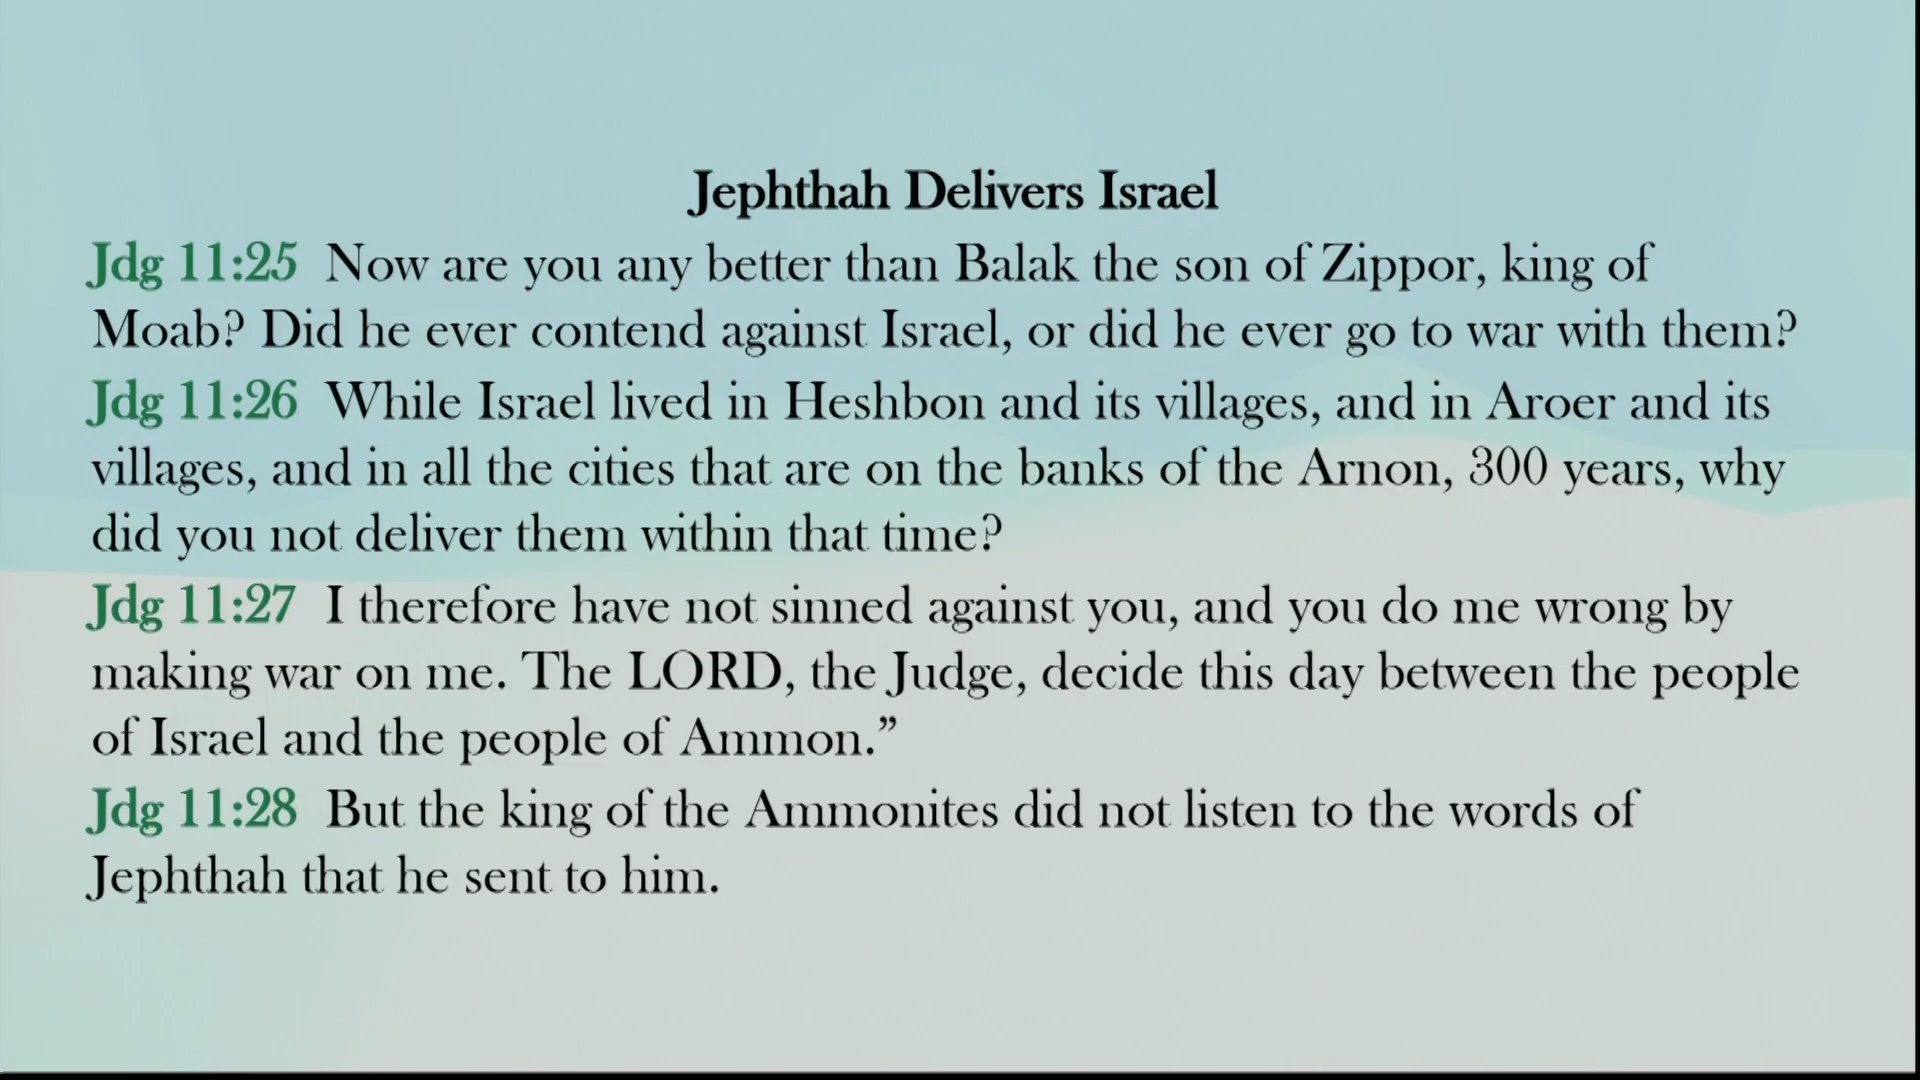 Jephthah Delivers Israel
Jdg 11:25 Now are you any better than Balak the son of Zippor, king of
Moab? Did he ever contend against Israel, or did he ever go to war with them?
Jdg 11:26 While Israel lived in Heshbon and its villages, and in Aroer and its
villages, and in all the cities that are on the banks of the Arnon, 300 years, why
did you not deliver them within that time?
Jdg 11:27 I therefore have not sinned against you, and you do me wrong by
making war on me. The LORD, the Judge, decide this day between the people
of Israel and the people of Ammon.”
Jdg 11:28 But the king of the Ammonites did not listen to the words of
Jephthah that he sent to him.